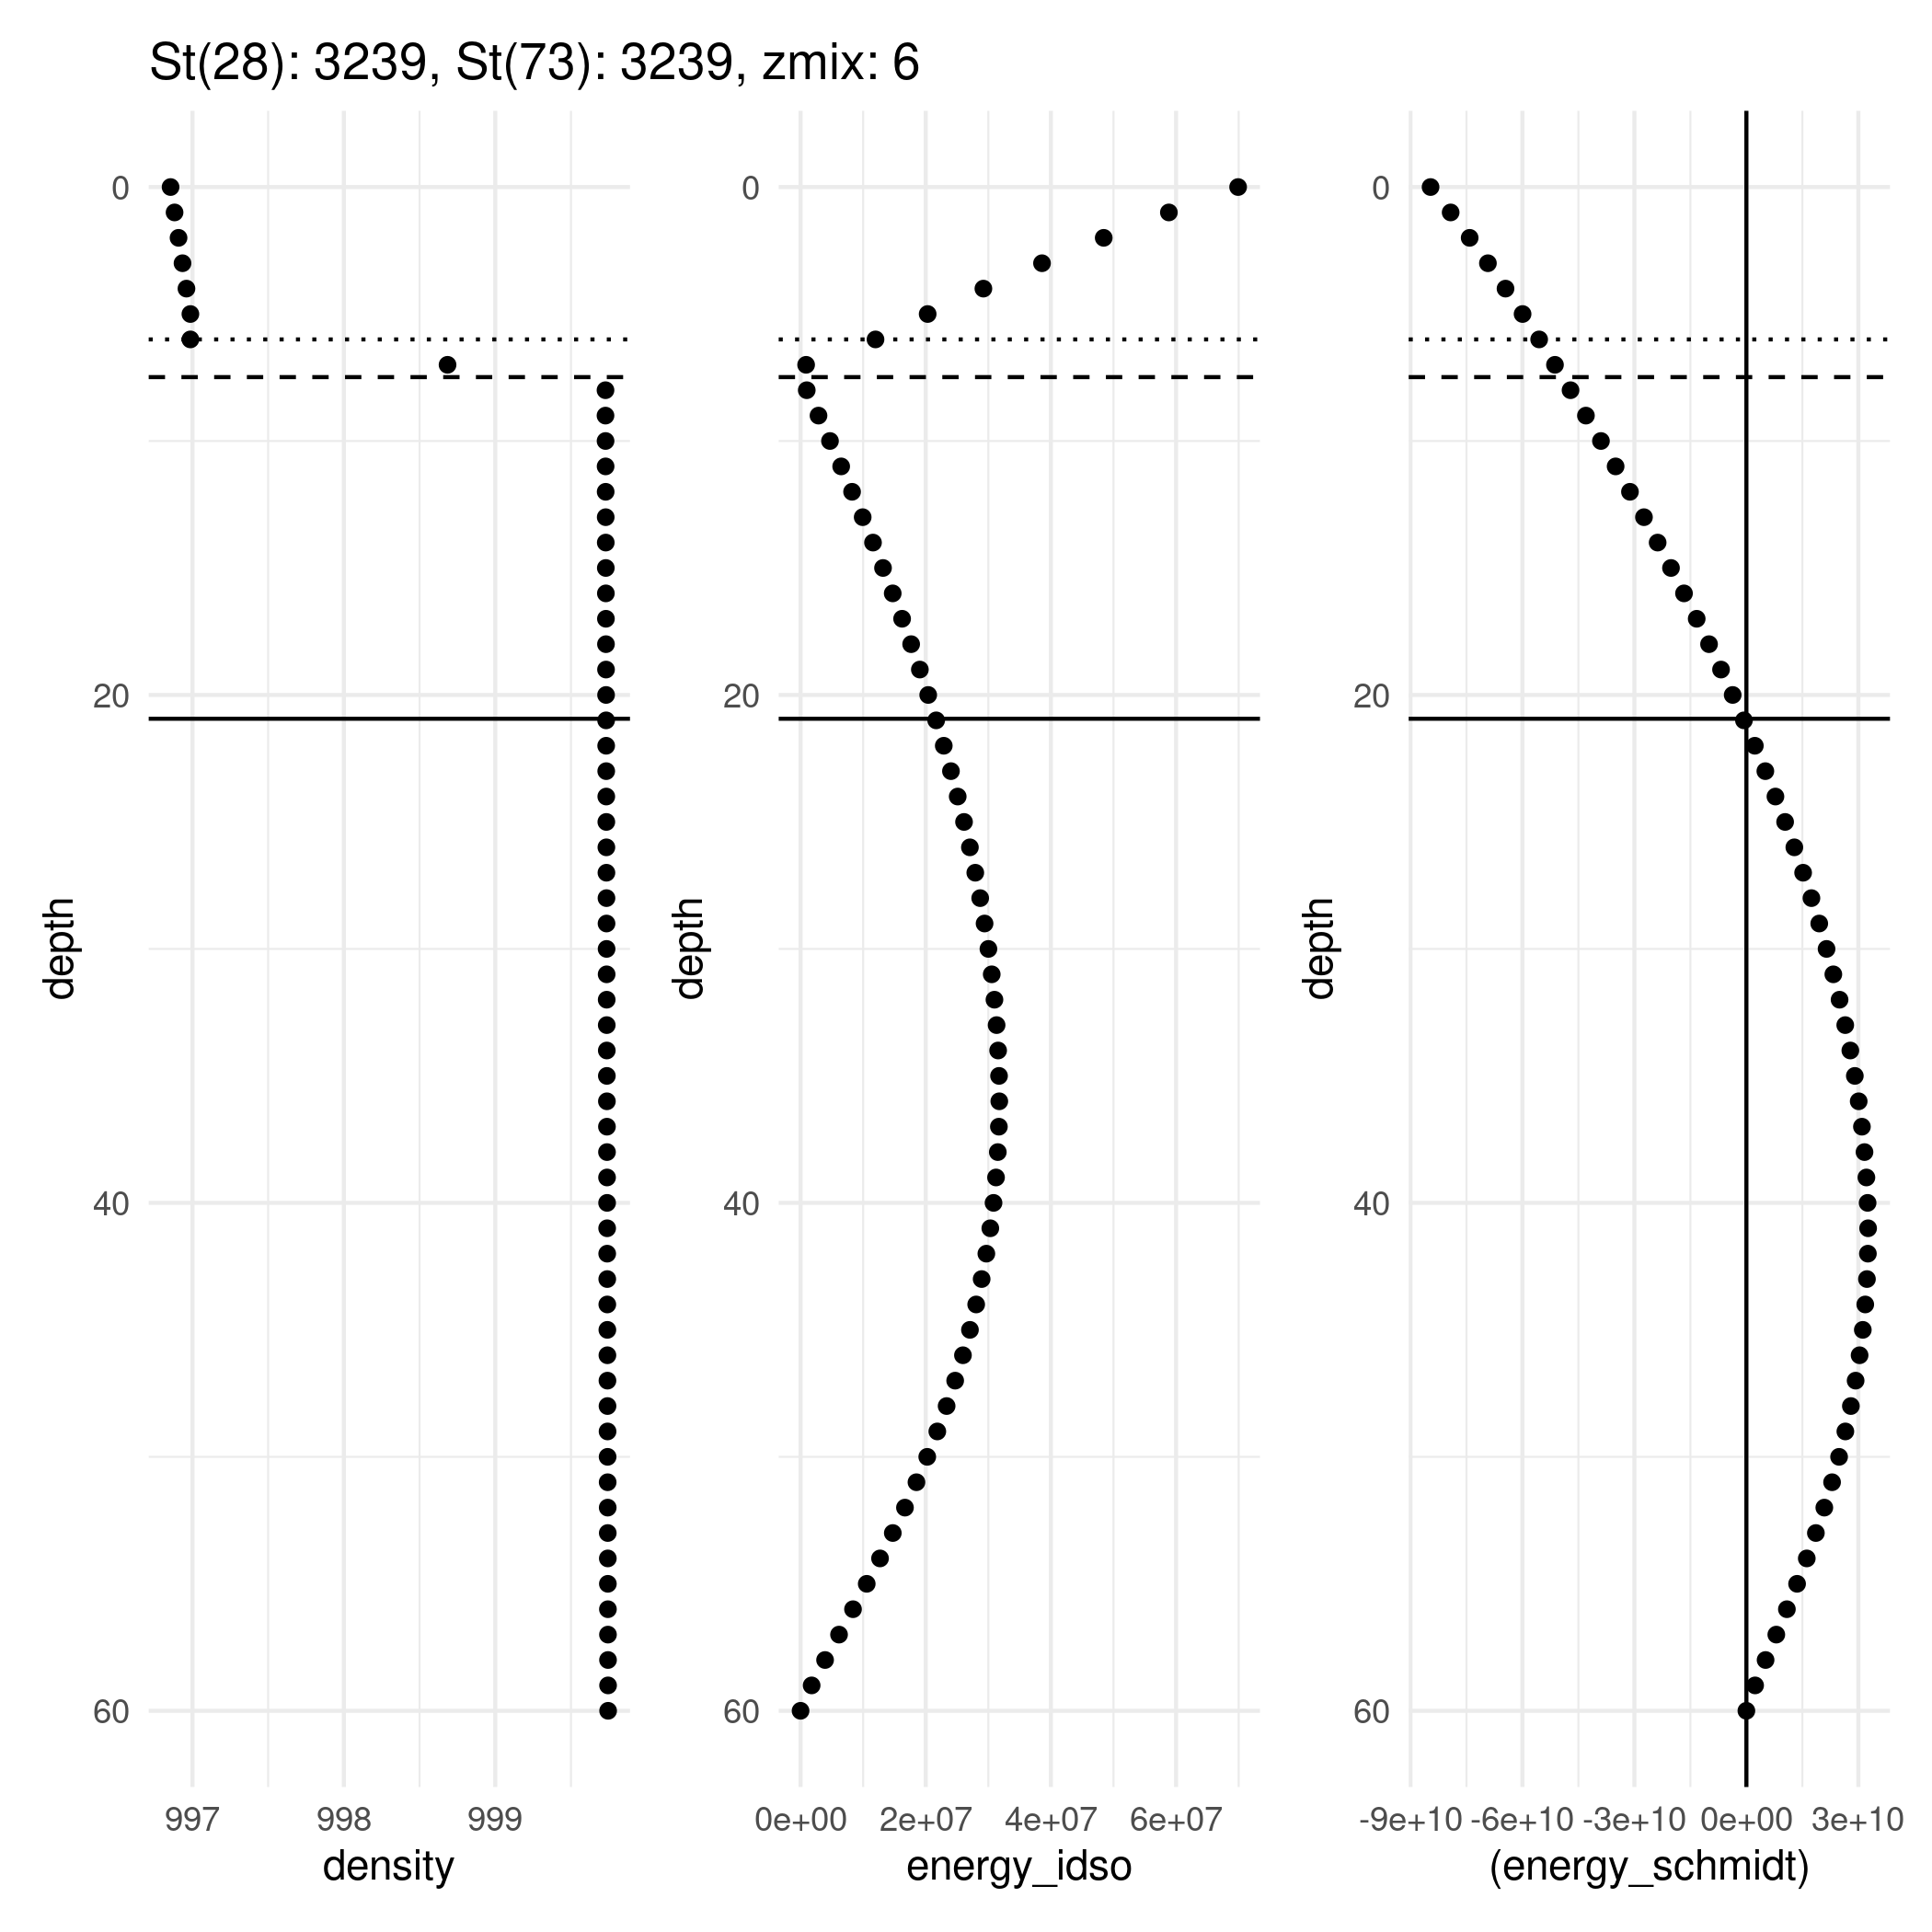 St(28): 3239, St(73): 3239, zmix: 6
0
20
40
60
depth
997 998 999
density
0
20
40
60
depth
0e+00 2e+07 4e+07 6e+07
energy_idso
0
20
40
60
depth
-9e+10 -6e+10 -3e+10 0e+00 3e+10
(energy_schmidt)